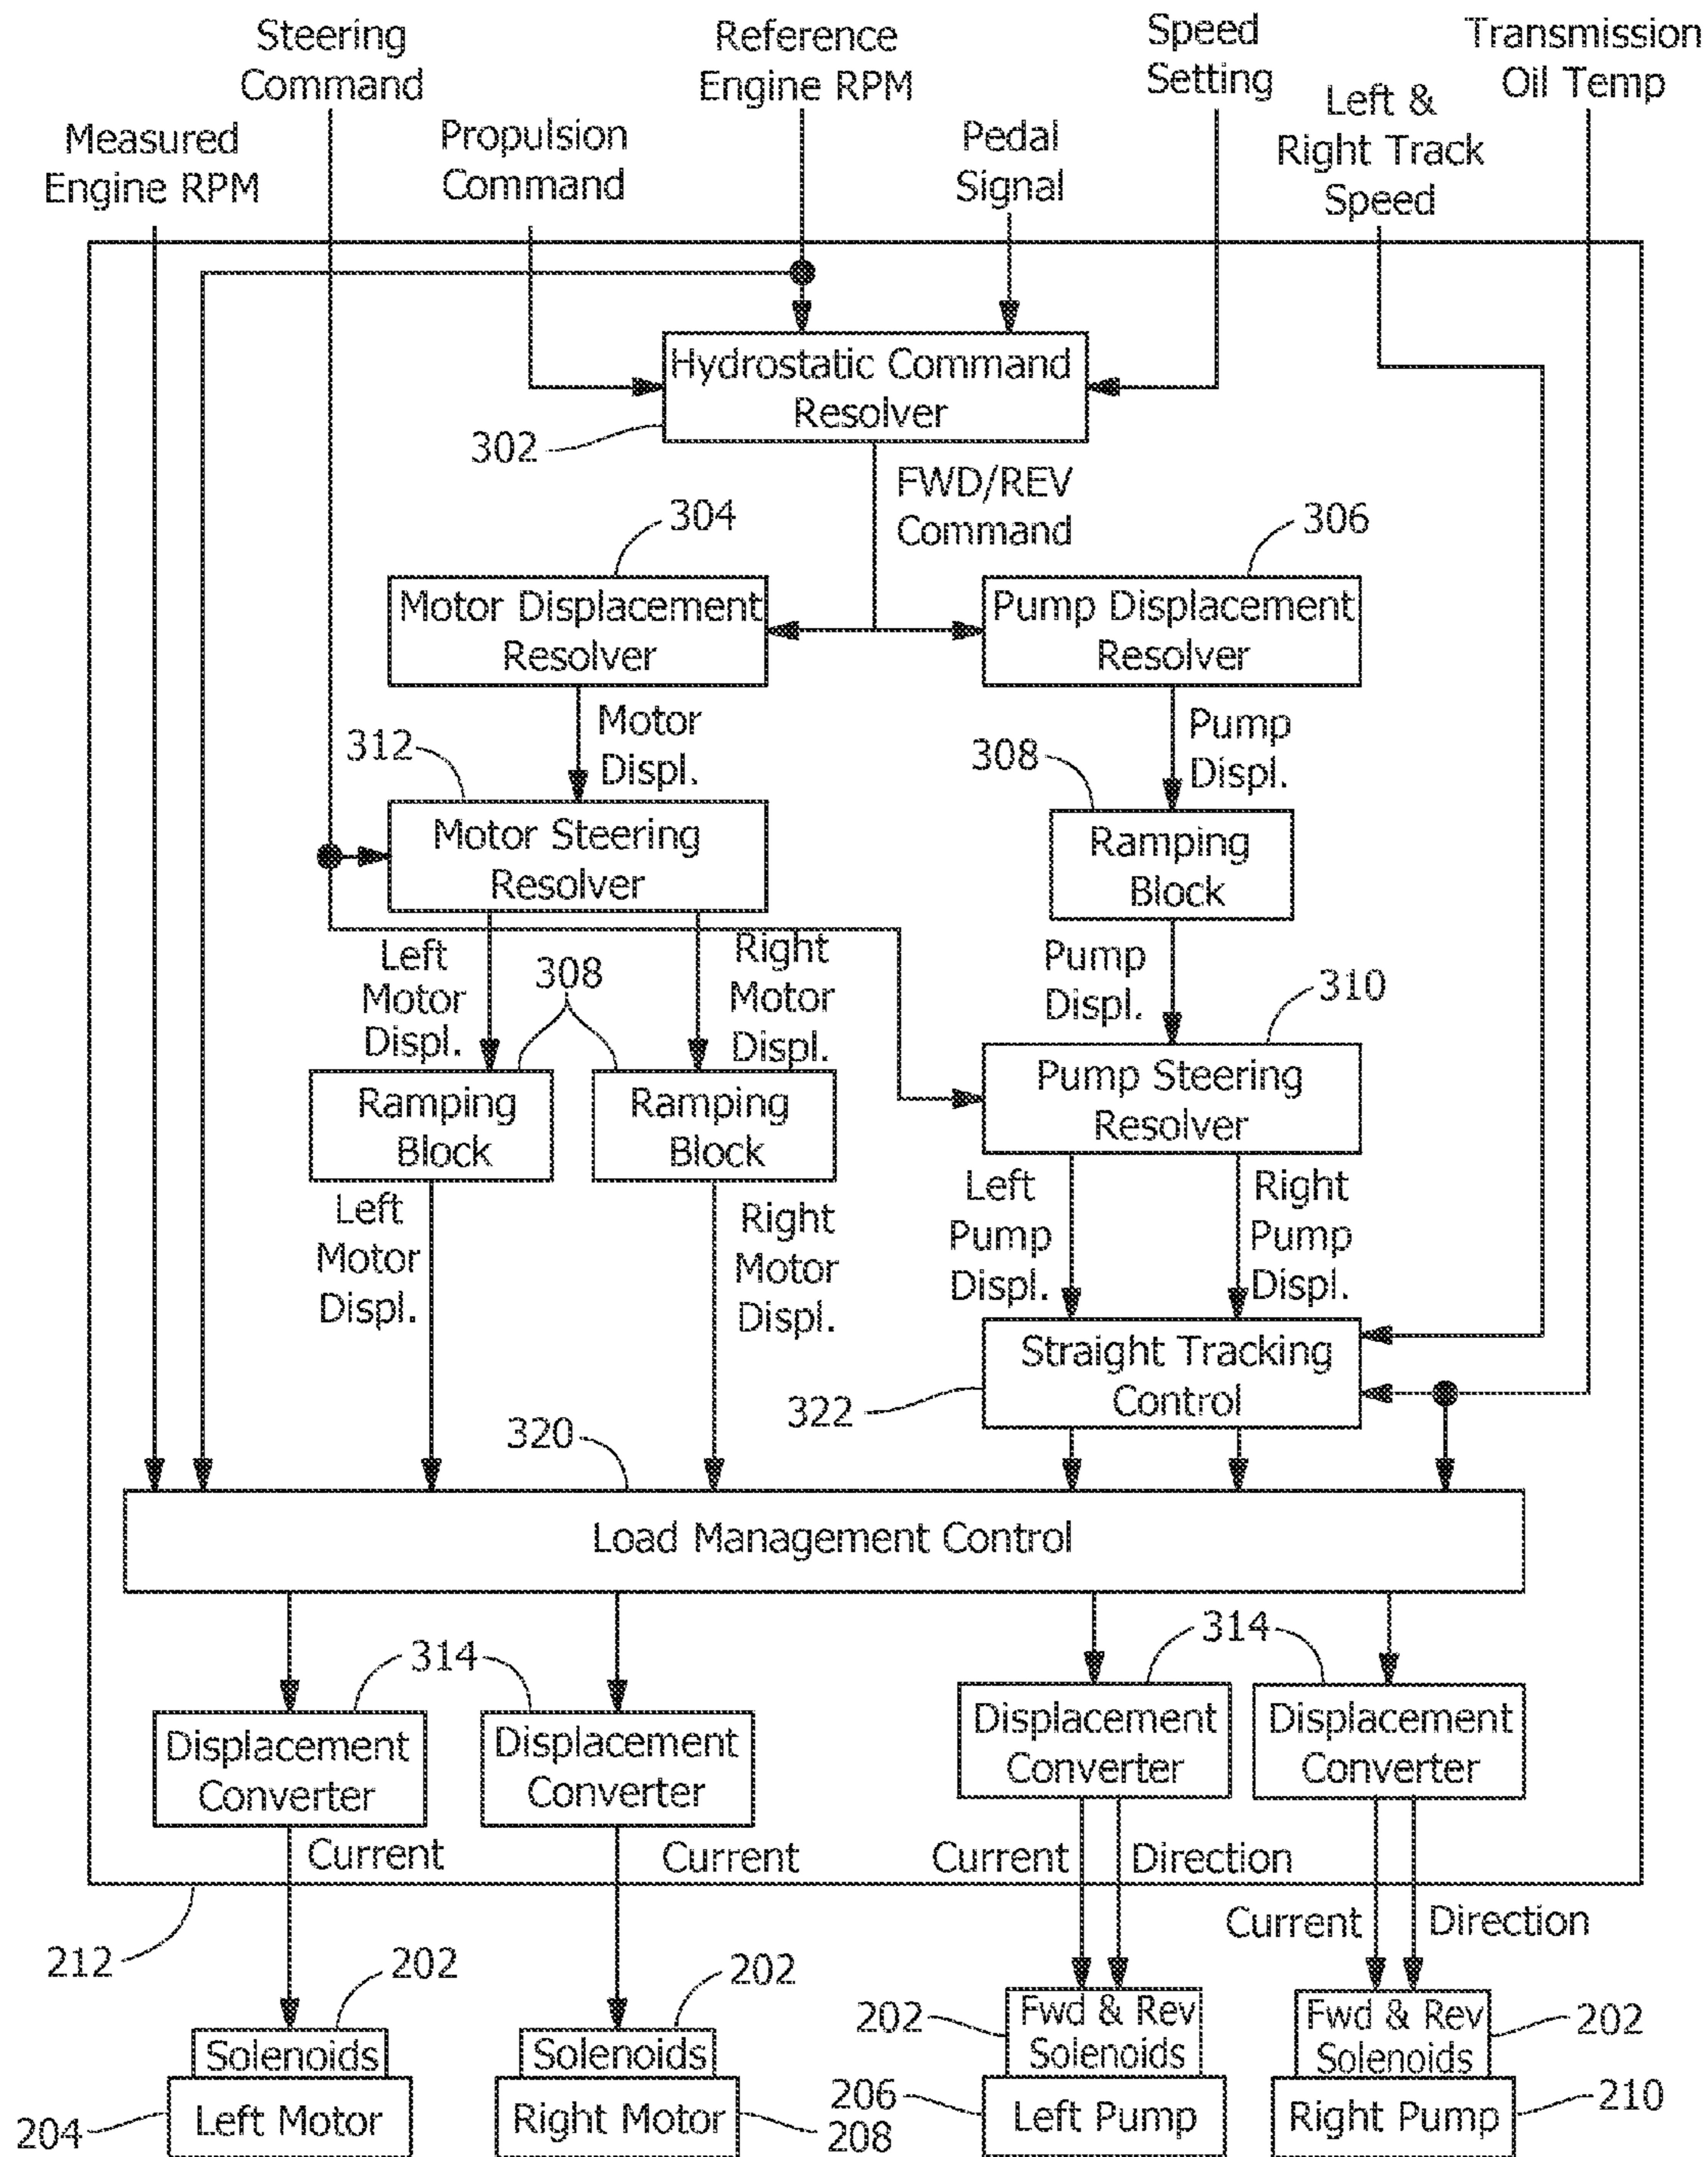 Steering
Command
Reference
Engine RPM
Speed
Setting
Transmission
Oil Temp
Measured
Engine RPM
Propulsion
Command
Pedal
Signal
Left &
Right Track
Speed
Hydrostatic Command
Resolver
302
FWD/REV
Command
304
306
Motor Displacement
Resolver
Pump Displacement
Resolver
Motor
Displ.
Pump
Displ.
312
308
Motor Steering
Resolver
Ramping
Block
Left
Motor
Displ.
308
Right
Motor
Displ.
Pump
Displ.
310
Ramping
Block
Ramping
Block
Pump Steering
Resolver
Left
Motor
Displ.
Right
Motor
Displ.
Left
Pump
Displ.
Right
Pump
Displ.
Straight Tracking
Control
322
320
Load Management Control
314
314
Displacement
Converter
Displacement
Converter
Displacement
Converter
Displacement
Converter
Current
Current
Current
Direction
Current
Direction
212
202
202
202
202
Solenoids
Solenoids
Fwd & Rev
Solenoids
Fwd & Rev
Solenoids
204
Left Motor
Right Motor
208
206
Left Pump
Right Pump
210